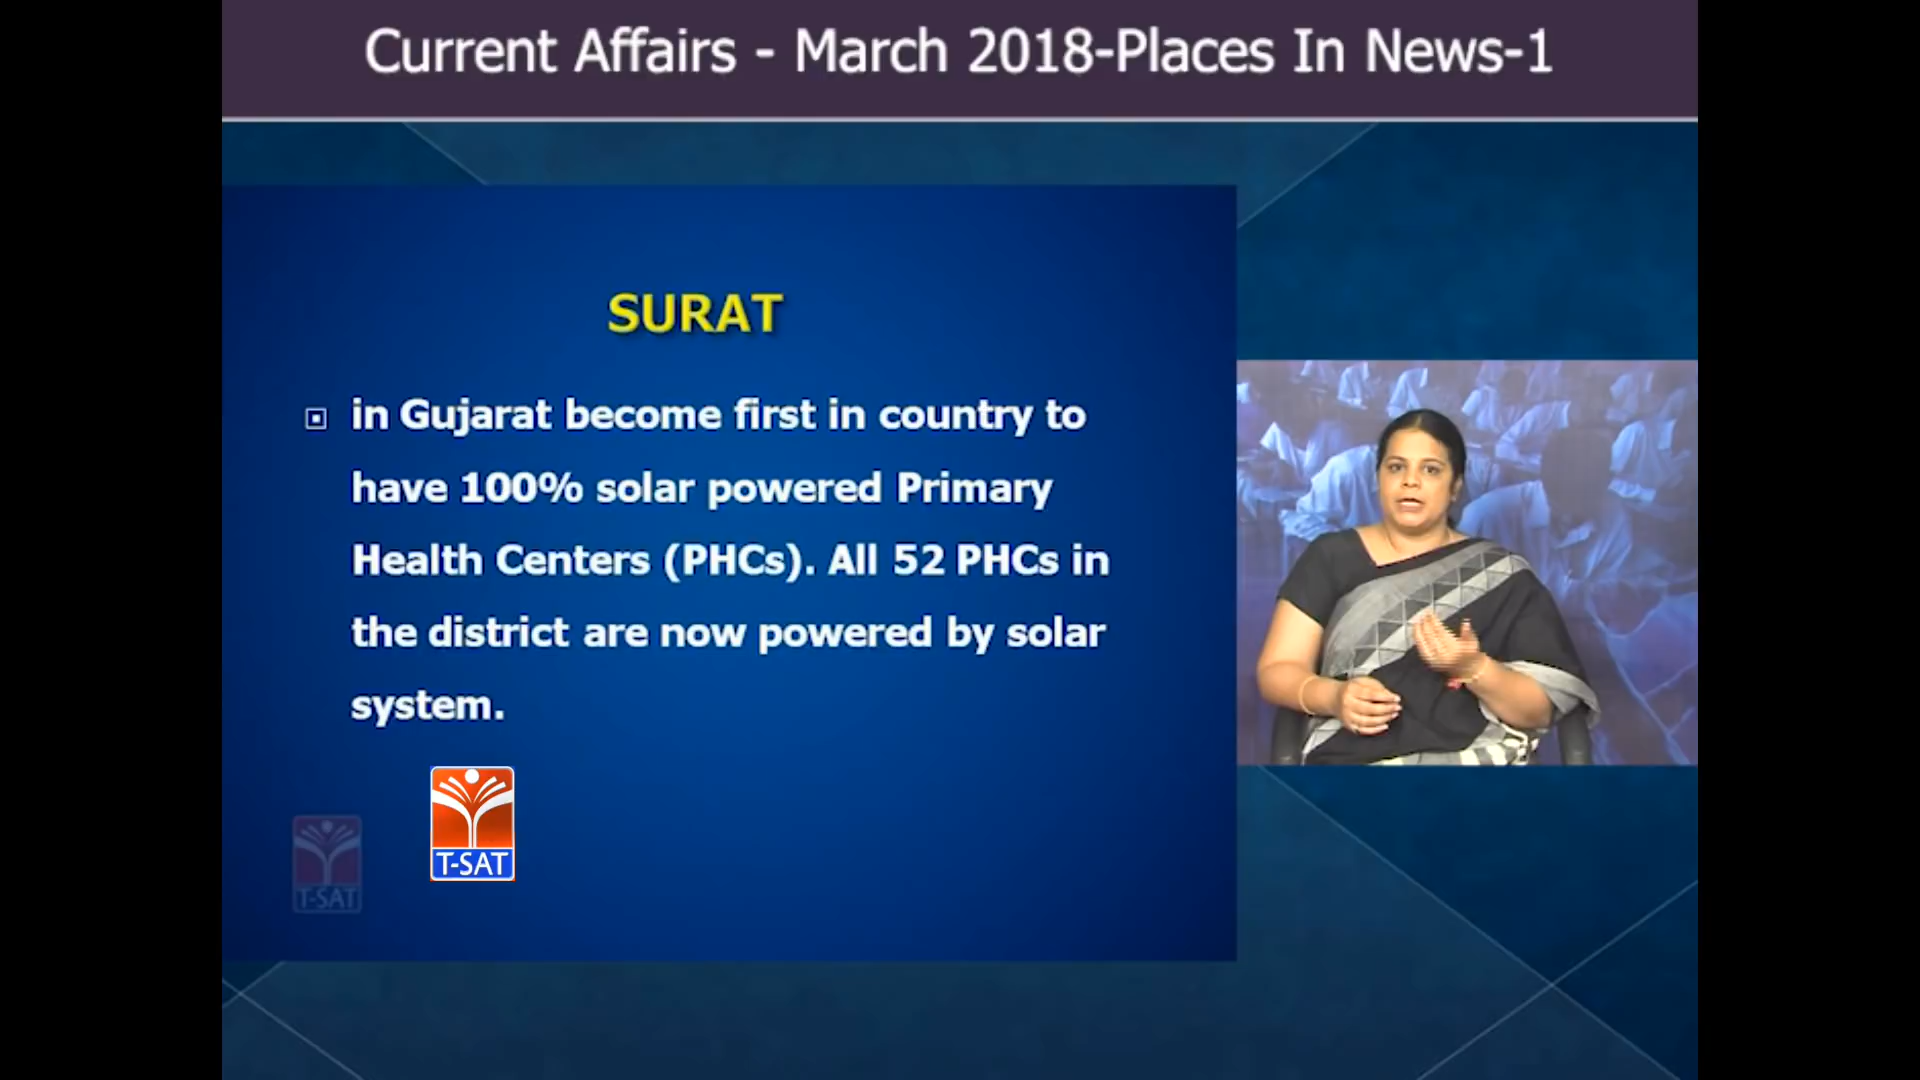 Current Affairs - March 2018-Places In News-1
SURAT
in Gujarat become first in country to
have 100% solar powered Primary
Health Centers (PHCs). All 52 PHCs in
the district are now powered by solar
system.
T-SAT
T-SAT